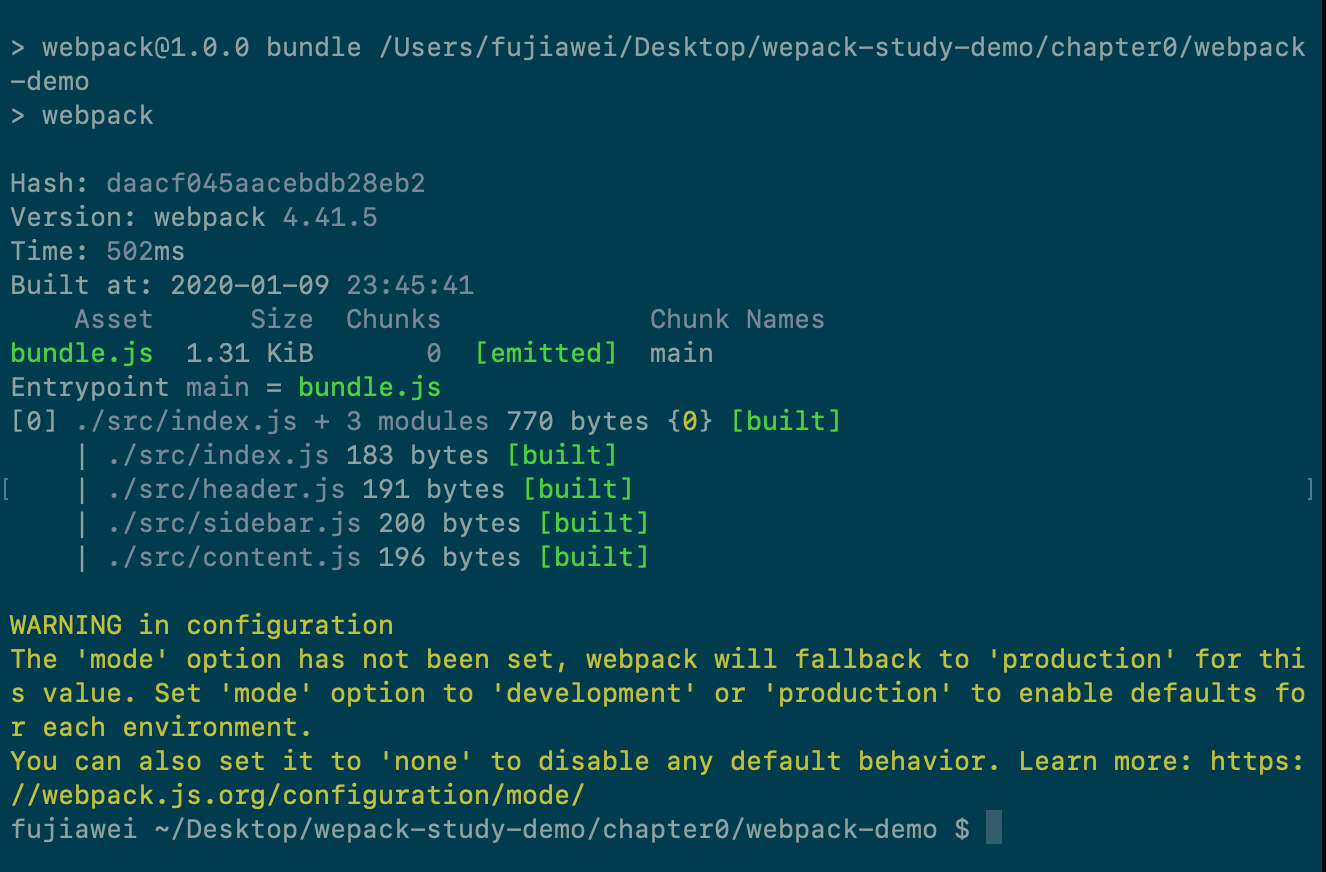 > webpack@1.0.0 bundle /Users/fujiawei/Desktop/wepack-study-demo/chapter0/webpack
-demo
> webpack
Hash: daacf045aacebdb28eb2
Version: webpack 4.41.5
Time: 502ms
Built at: 2020-01-09 23:45:41
    Asset      Size  Chunks             Chunk Names
bundle.js  1.31 KiB       0  [emitted]  main
Entrypoint main = bundle.js
[0] ./src/index.js + 3 modules 770 bytes {0} [built]
    | ./src/index.js 183 bytes [built]
[    | ./src/header.js 191 bytes [built] ]
    | ./src/sidebar.js 200 bytes [built]
    | ./src/content.js 196 bytes [built]
WARNING in configuration
The 'mode' option has not been set, webpack will fallback to 'production' for thi
s value. Set 'mode' option to 'development' or 'production' to enable defaults fo
r each environment.
You can also set it to 'none' to disable any default behavior. Learn more: https:
//webpack.js.org/configuration/mode/
fujiawei ~/Desktop/wepack-study-demo/chapter0/webpack-demo $